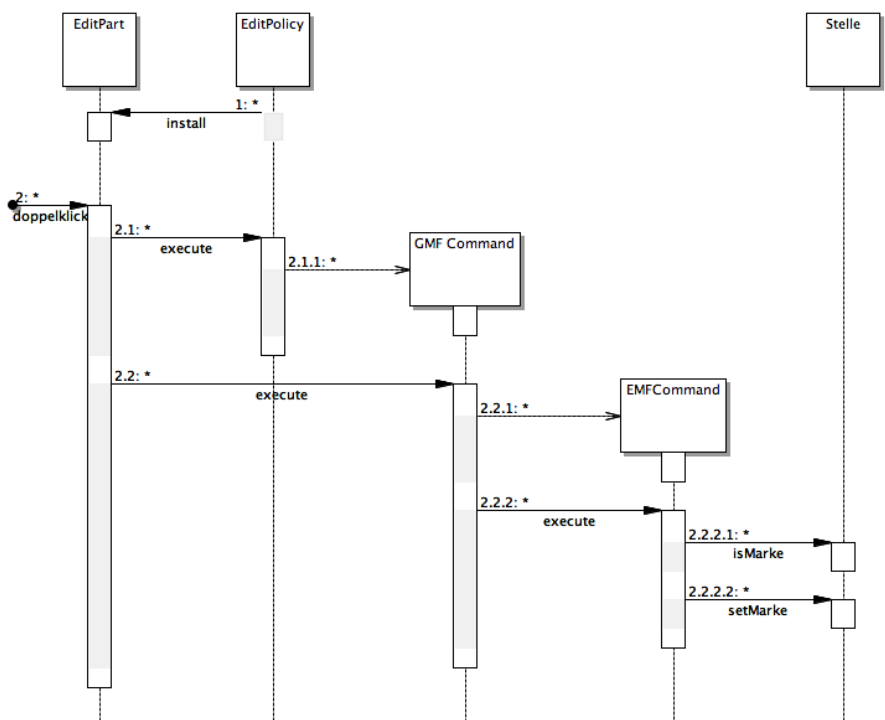 EditPart
EditPolicy
Stelle
1: *
install
2: *
doppelklick
2.1: *
execute
GMF Command
2.1.1: *
2.2: *
execute
EMFCommand
2.2.1: *
2.2.2: *
execute
2.2.2.1: *
isMarke
2.2.2.2: *
setMarke